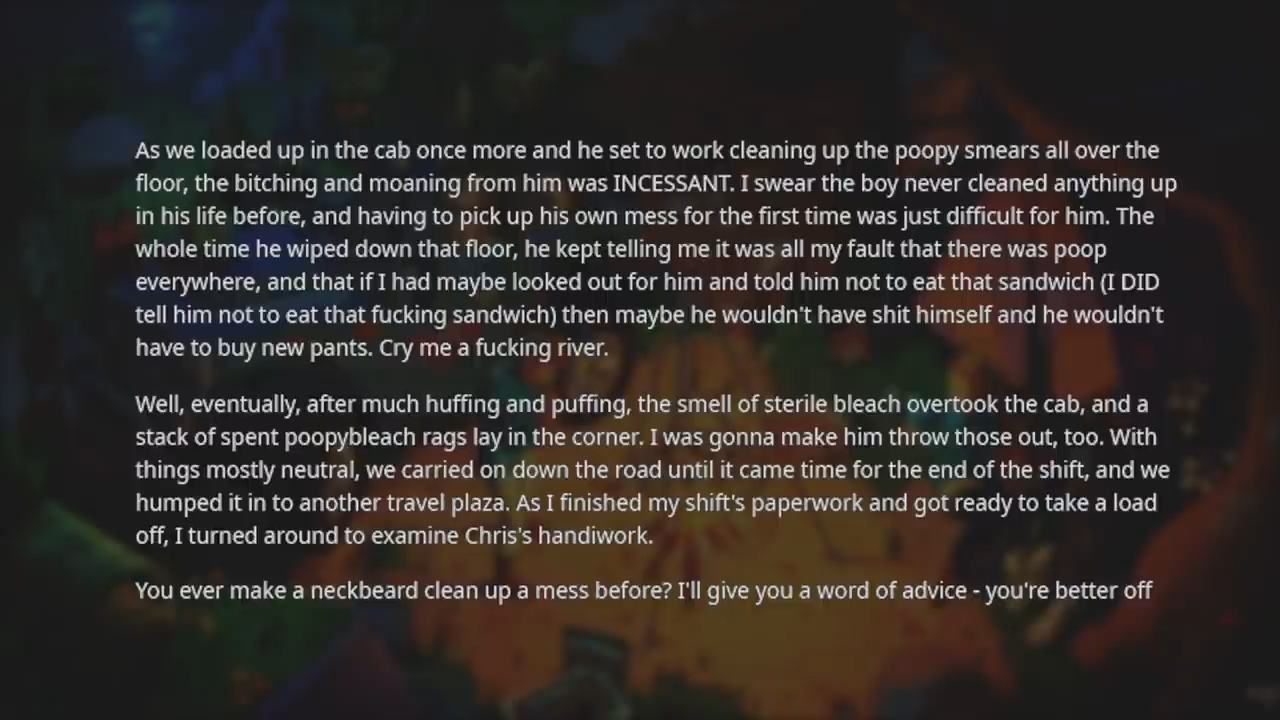 As we loaded up in the cab once more and he set to work cleaning up the poopy smears all over the
floor, the bitching and moaning from him was INCESSANT. I swear the boy never cleaned anything up
in his life before, and having to pick up his own mess for the first time was just difficult for him. The
whole time he wiped down that floor, he kept telling me it was all my fault that there was poop
everywhere, and that if I had maybe looked out for him and told him not to eat that sandwich (I DID
tell him not to eat that fucking sandwich) then maybe he wouldn't have shit himself and he wouldn't
have to buy new pants. Cry me a fucking river.
Well, eventually, after much huffing and puffing, the smell of sterile bleach overtook the cab, and a
stack of spent poopybleach rags lay in the corner. I was gonna make him throw those out, too. With
things mostly neutral, we carried on down the road until it came time for the end of the shift, and we
humped it in to another travel plaza. As I finished my shift's paperwork and got ready to take a load
off, I turned around to examine Chris's handiwork.
You ever make a neckbeard clean up a mess before? I'll give you a word of advice - you're better off